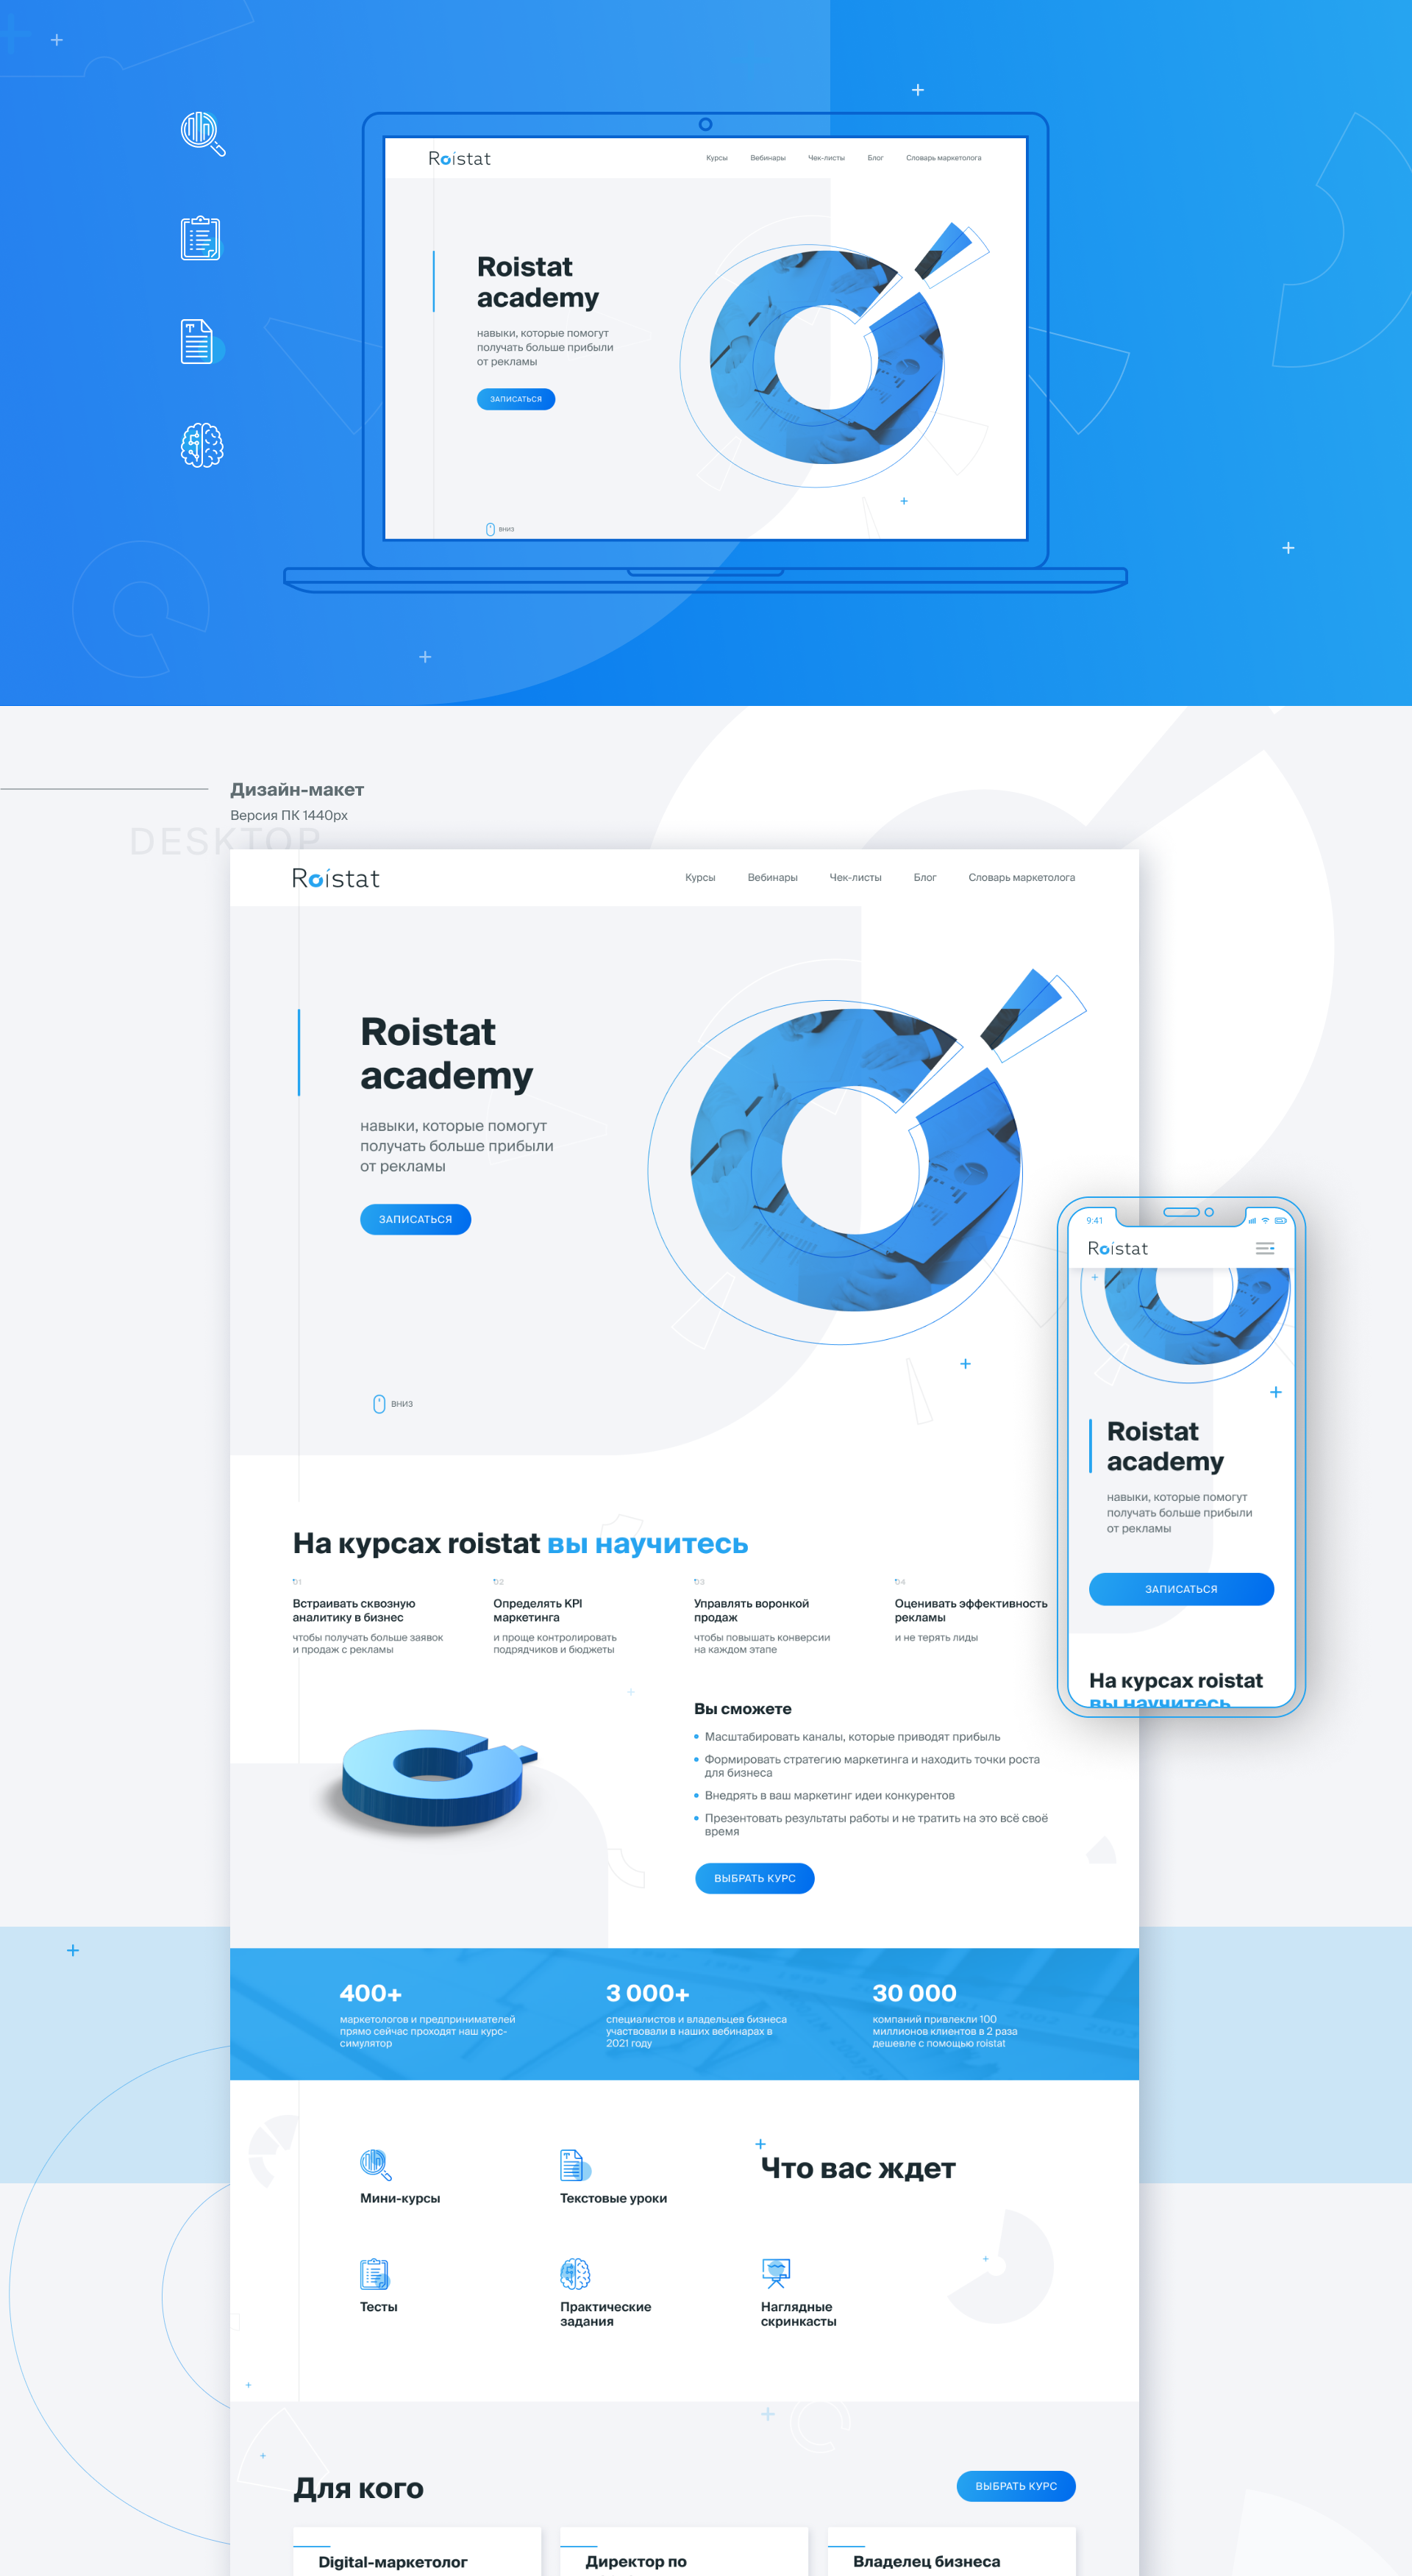 Roistat
Курсы Вебинары Чек-листы Блог Словарь маркетолога
Roistat
academy
навыки, которые помогут
получать больше прибыли
от рекламы
ЗАПИСАТЬСЯ
ВНИЗ
Дизайн-макет
Версия ПК 1440px
DESKTOP
Roistat
Курсы Вебинары Чек-листы Блог Словарь маркетолога
Roistat
academy
навыки, которые помогут
получать больше прибыли
от рекламы
ЗАПИСАТЬСЯ
ВНИЗ
9:41
Roistat
Roistat
academy
навыки, которые помогут
получать больше прибыли
от рекламы
ЗАПИСАТЬСЯ
На курсах roistat
вы научитесь
На курсах roistat вы научитесь
01
Встраивать сквозную
аналитику в бизнес
чтобы получать больше заявок
и продаж с рекламы
02
Определять KPI
маркетинга
и проще контролировать
подрядчиков и бюджеты
03
Управлять воронкой
продаж
чтобы повышать конверсии
на каждом этапе
04
Оценивать эффективность
рекламы
и не терять лиды
Вы сможете
Масштабировать каналы, которые приводят прибыль
Формировать стратегию маркетинга и находить точки роста
для бизнеса
Внедрять в ваш маркетинг идеи конкурентов
Презентовать результаты работы и не тратить на это всё своё
время
ВЫБРАТЬ КУРС
400+
маркетологов и предпринимателей
прямо сейчас проходят наш курс-
симулятор
3 000+
специалистов и владельцев бизнеса
участвовали в наших вебинарах в
2021 году
30 000
компаний привлекли 100
миллионов клиентов в 2 раза
дешевле с помощью roistat
Что вас ждет
Мини-курсы
Текстовые уроки
Тесты
Практические
задания
Наглядные
скринкасты
Для кого
ВЫБРАТЬ КУРС
Digital-маркетолог
Директор по
Владелец бизнеса